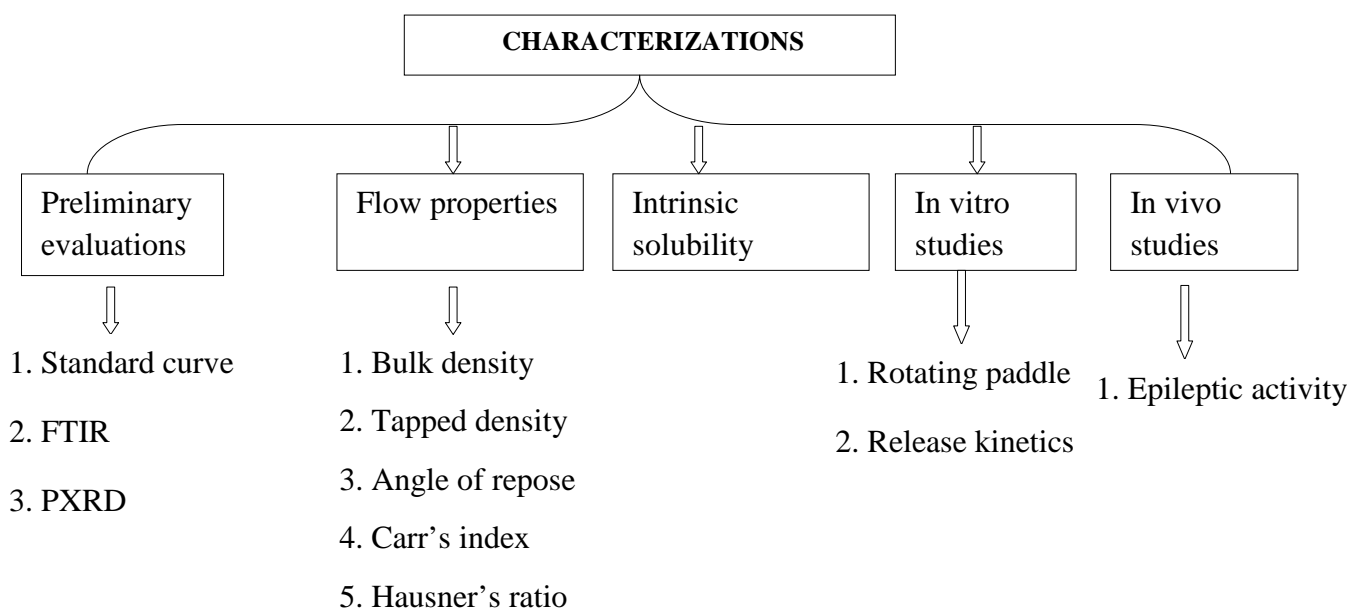 CHARACTERIZATIONS
Preliminary
evaluations
Flow properties
Intrinsic
solubility
In vitro
studies
In vivo
studies
1. Standard curve
2. FTIR
3. PXRD
1. Bulk density
2. Tapped density
3. Angle of repose
4. Carr’s index
5. Hausner’s ratio
1. Rotating paddle
2. Release kinetics
1. Epileptic activity